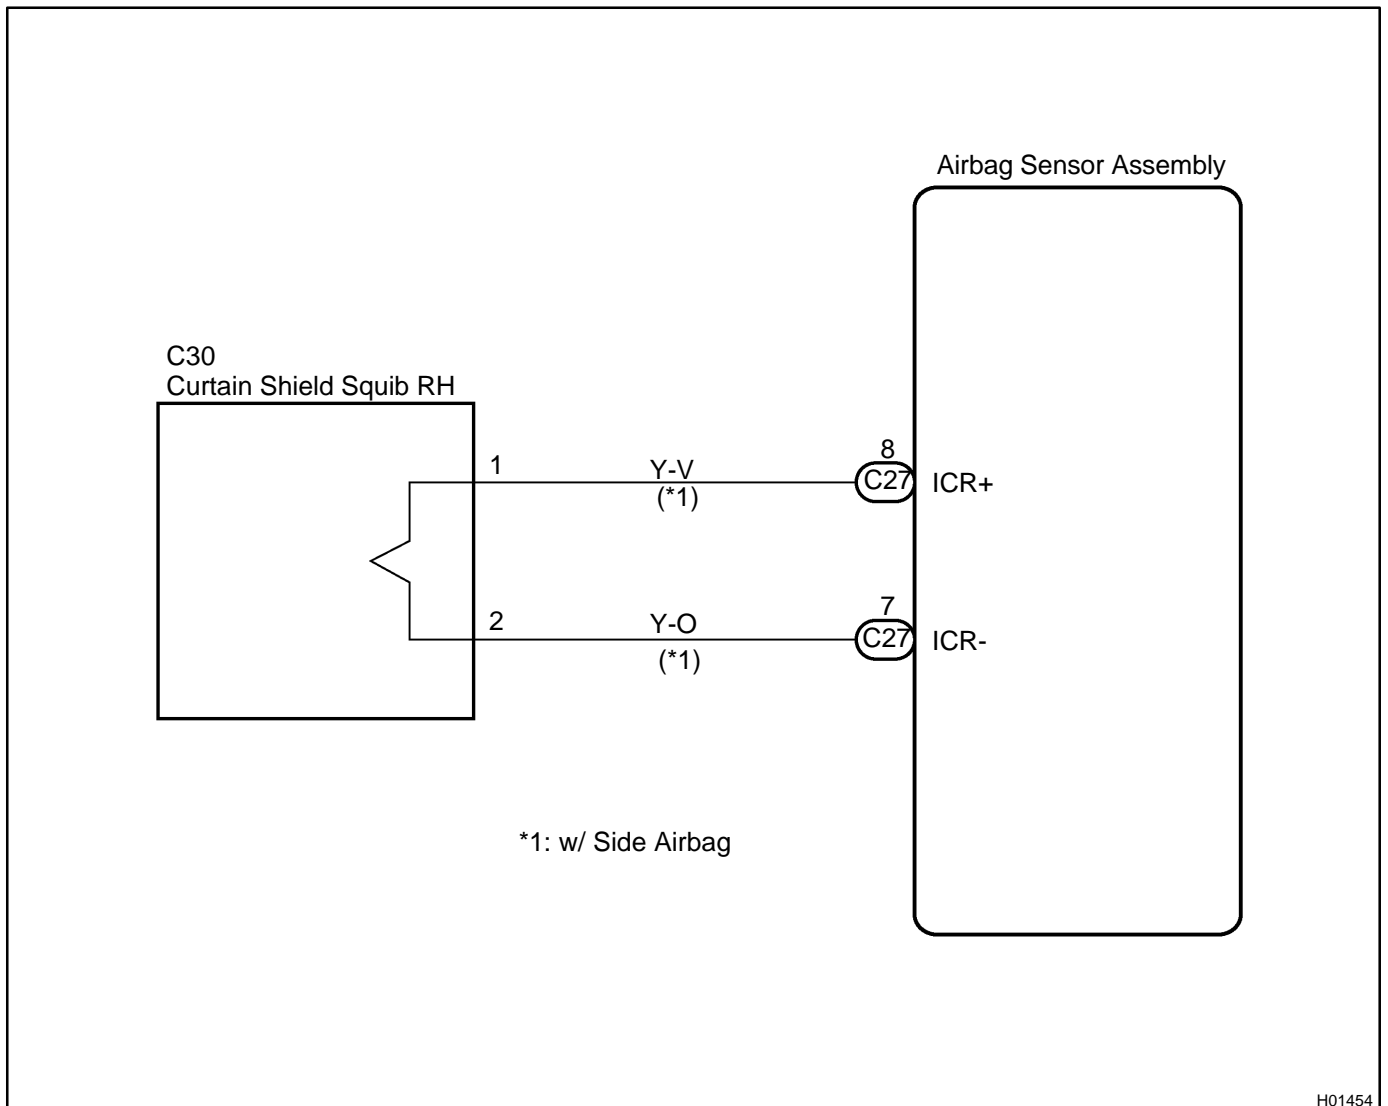 Airbag Sensor Assembly
C30
Curtain Shield Squib RH
1
Y-V
(*1)
8
C27
ICR+
2
Y-O
(*1)
7
C27
ICR-
*1: w/ Side Airbag
H01454